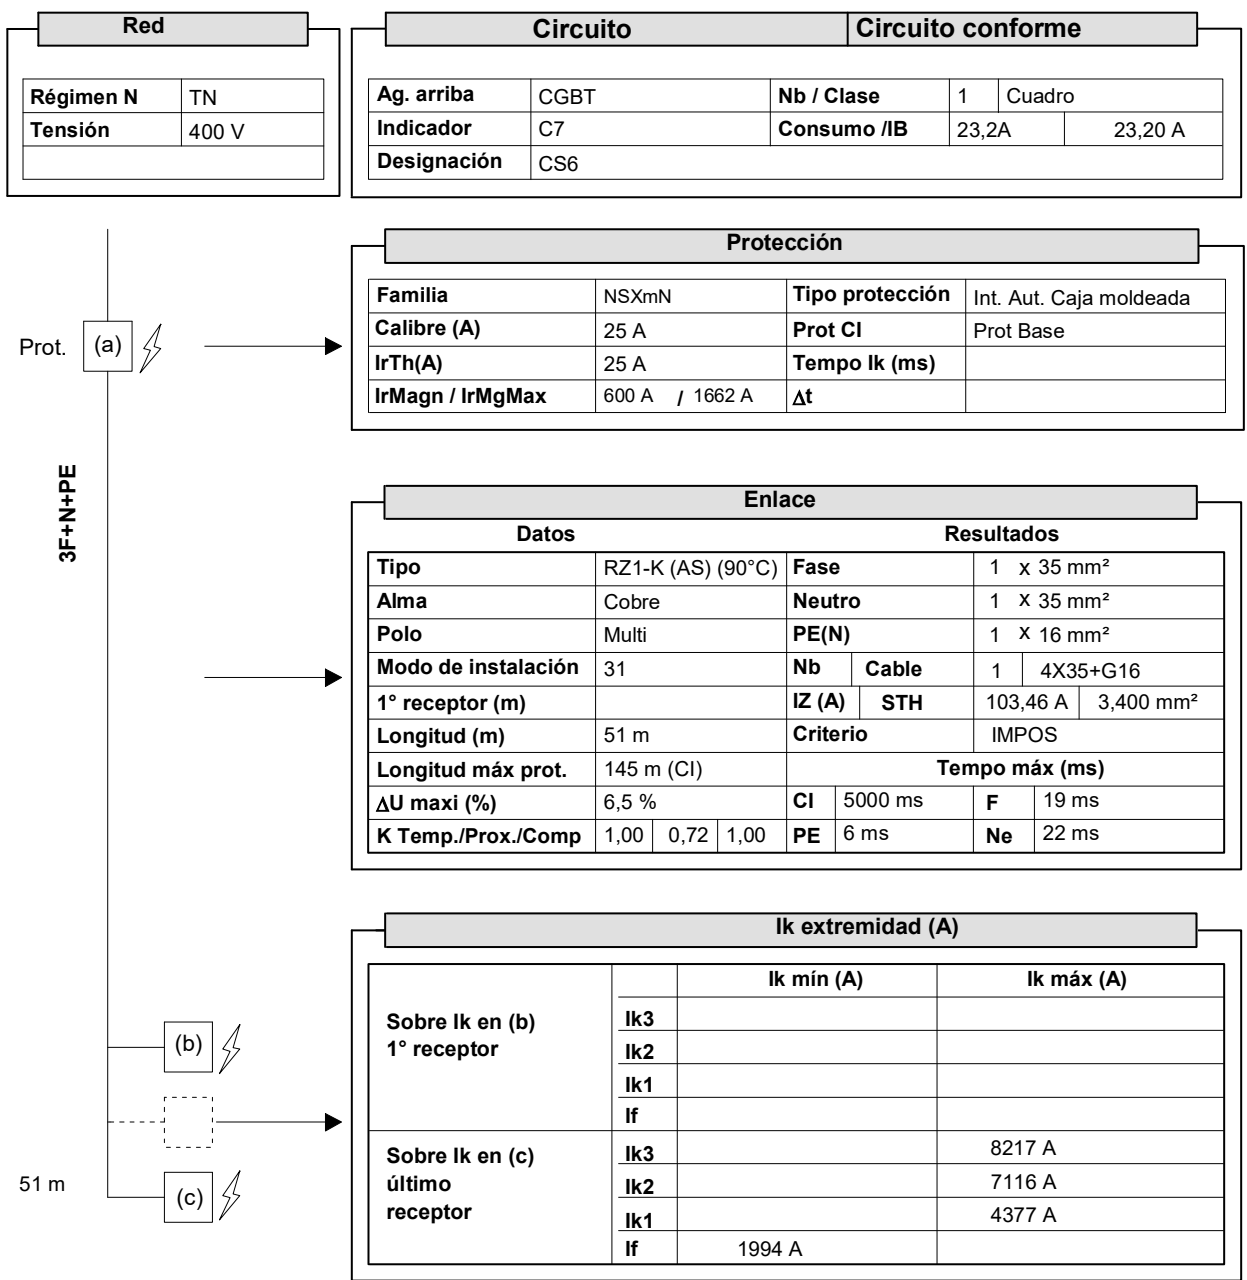 Red
Circuito Circuito conforme
Régimen N TN
Tensión 400 V
Ag. arriba CGBT Nb / Clase 1 Cuadro
Indicador C7 Consumo /IB 23,2A 23,20 A
Designación CS6
Protección
Familia NSXmN Tipo protección Int. Aut. Caja moldeada
Calibre (A) 25 A Prot CI Prot Base
IrTh(A) 25 A Tempo Ik (ms)
IrMagn / IrMgMax 600 A / 1662 A Δt
Prot. (a)
3F+N+PE
Enlace
Datos Resultados
Tipo RZ1-K (AS) (90°C) Fase 1 x 35 mm²
Alma Cobre Neutro 1 x 35 mm²
Polo Multi PE(N) 1 x 16 mm²
Modo de instalación 31 Nb Cable 1 4X35+G16
1° receptor (m) IZ (A) STH 103,46 A 3,400 mm²
Longitud (m) 51 m Criterio IMPOS
Longitud máx prot. 145 m (CI) Tempo máx (ms)
ΔU maxi (%) 6,5 % CI 5000 ms F 19 ms
K Temp./Prox./Comp 1,00 0,72 1,00 PE 6 ms Ne 22 ms
Ik extremidad (A)
Ik mín (A) Ik máx (A)
Sobre Ik en (b)
1° receptor
Ik3
Ik2
Ik1
If
(b)
Sobre Ik en (c)
último
receptor
Ik3 8217 A
Ik2 7116 A
Ik1 4377 A
If 1994 A
51 m (c)